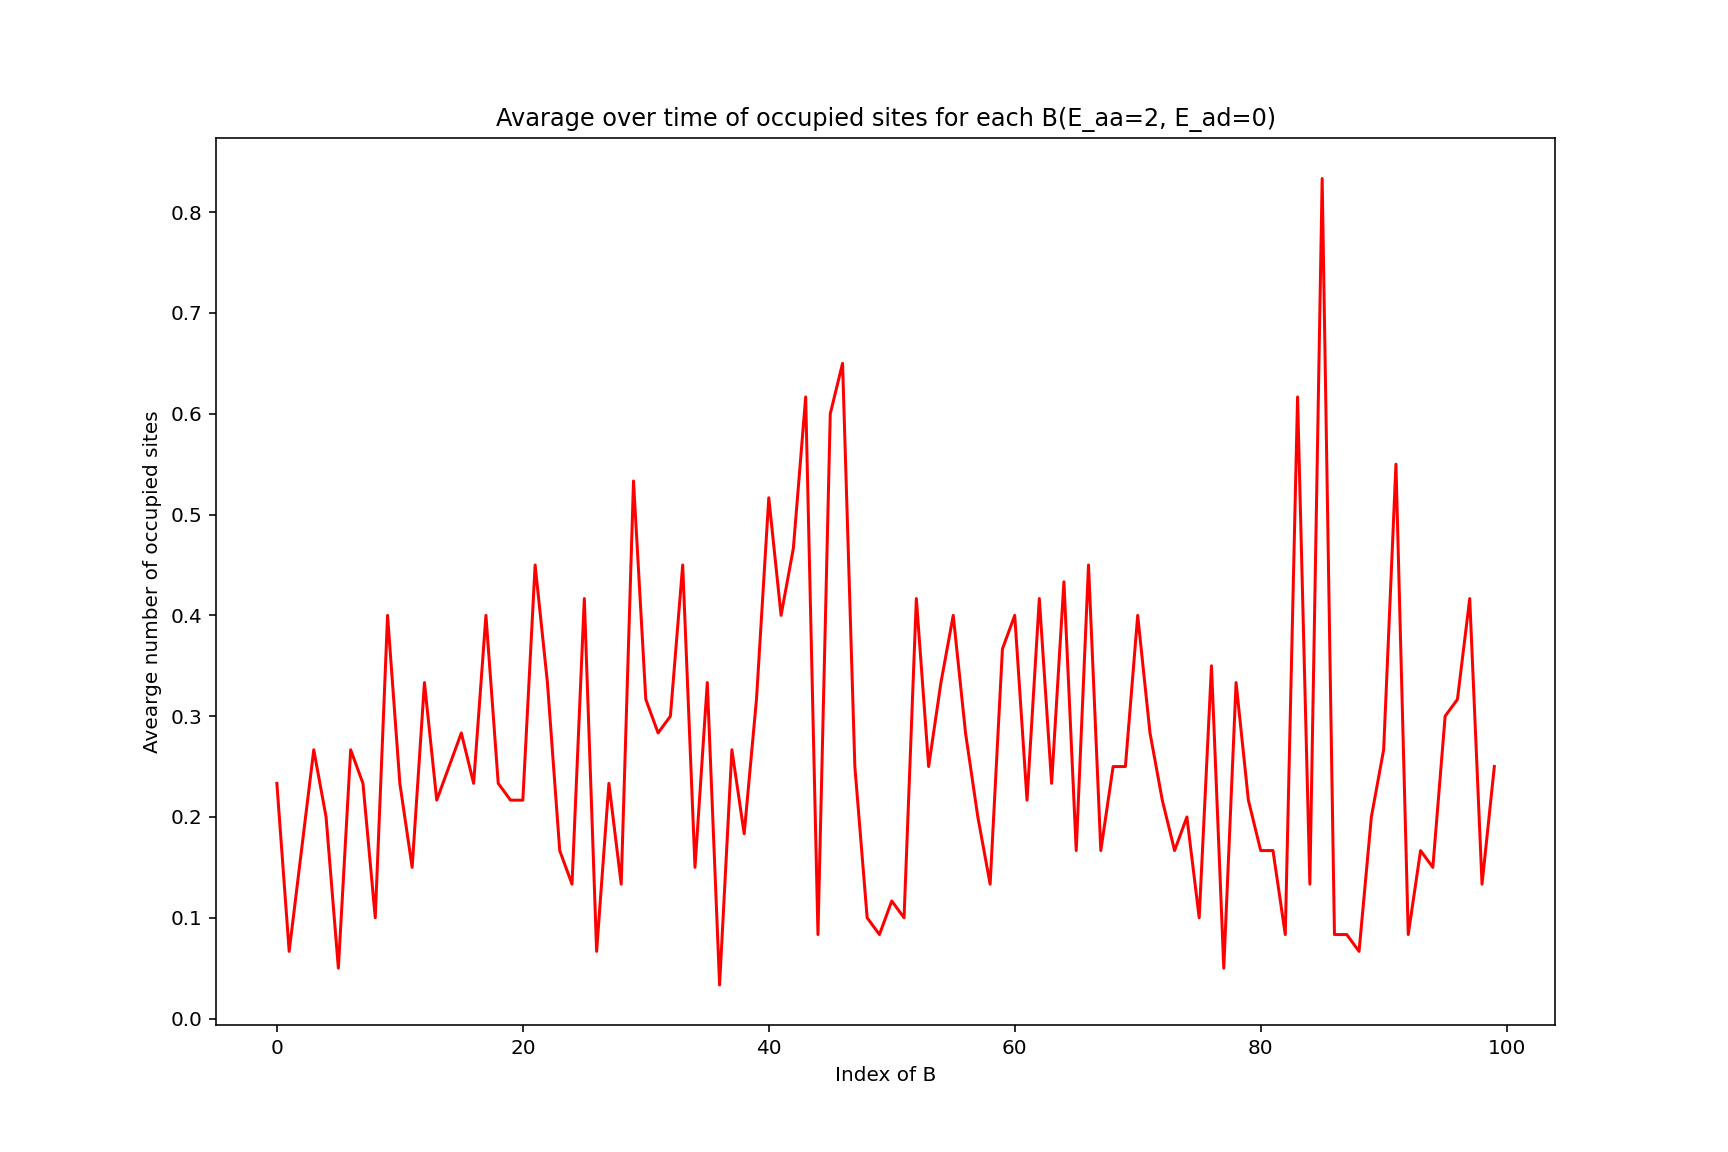 Avarage over time of occupied sites for each B(E_aa=2, E_ad=0)
Avearge number of occupied sites
0.8
0.7
0.6
0.5
0.4
0.3
0.2
0.1
0.0
0 20 40 60 80 100
Index of B